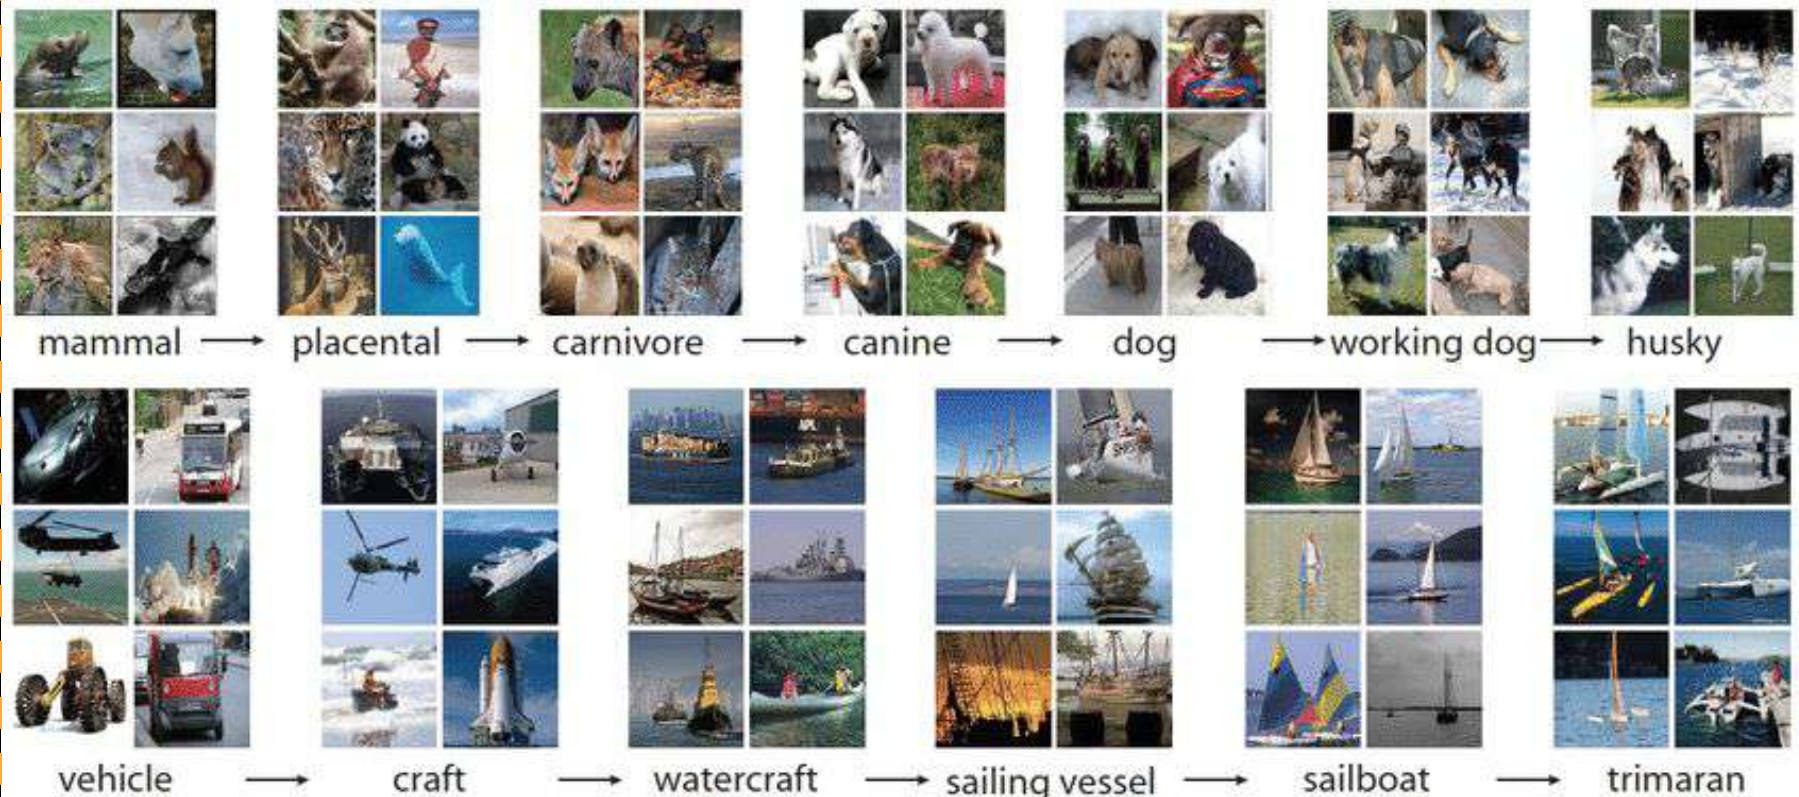 mammal → placental → carnivore → canine → dog → working dog → husky
vehicle → craft → watercraft → sailing vessel → sailboat → trimaran